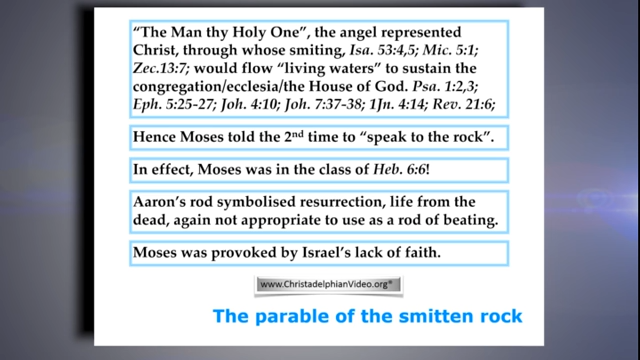 “The Man thy Holy One”, the angel represented
Christ, through whose smiting, Isa. 53:4,5; Mic. 5:1;
Zec.13:7; would flow “living waters” to sustain the
congregation/ecclesia/the House of God. Psa. 1:2,3;
Eph. 5:25-27; Joh. 4:10; Joh. 7:37-38; 1Jn. 4:14; Rev. 21:6;
Hence Moses told the 2nd time to “speak to the rock”.
In effect, Moses was in the class of Heb. 6:6!
Aaron’s rod symbolised resurrection, life from the
dead, again not appropriate to use as a rod of beating.
Moses was provoked by Israel’s lack of faith.
www.ChristadelphianVideo.org®
The parable of the smitten rock